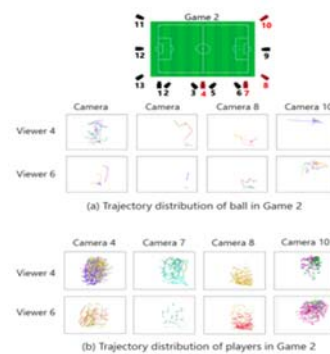 Game 2
11
10
12
9
13
1 2
3
4
5
6
7
8
Camera
Camera
Camera 8
Camera 10
Viewer 4
Viewer 6
(a) Trajectory distribution of ball in Game 2
Camera 4
Camera 7
Camera 8
Camera 10
Viewer 4
Viewer 6
(b) Trajectory distribution of players in Game 2